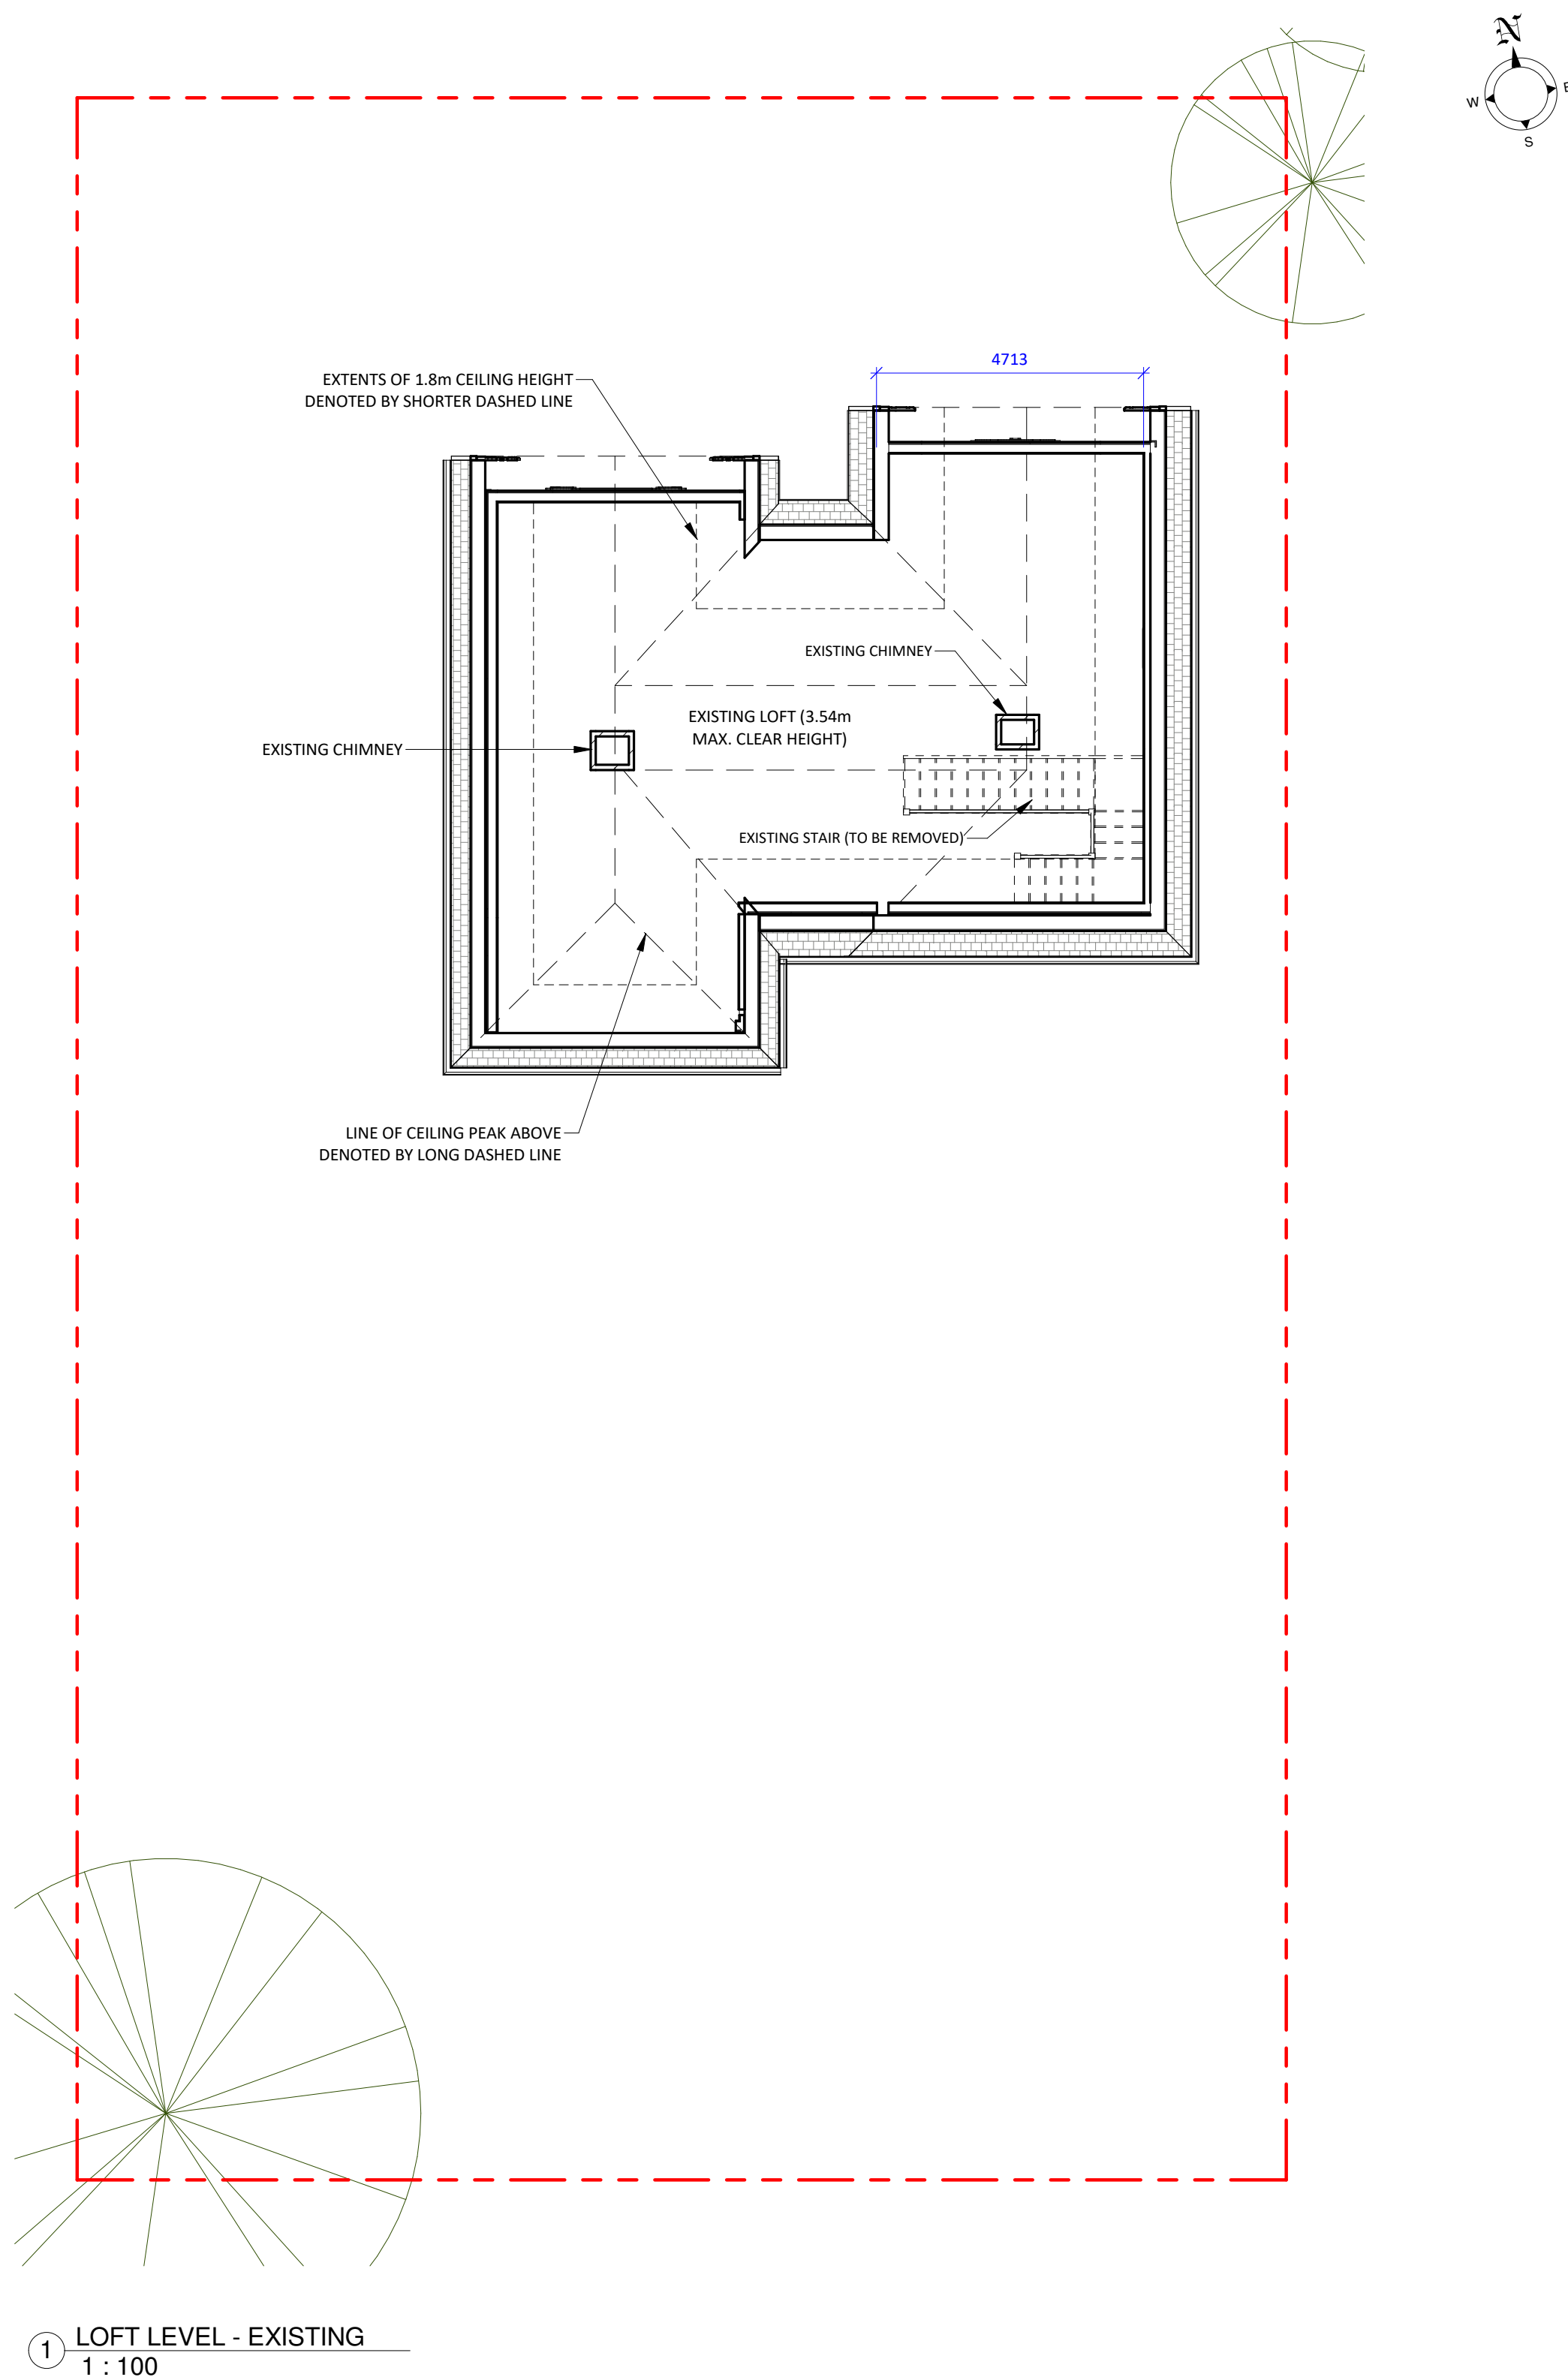 N
W
E
S
4713
EXTENTS OF 1.8m CEILING HEIGHT
DENOTED BY SHORTER DASHED LINE
EXISTING CHIMNEY
EXISTING LOFT (3.54m
MAX. CLEAR HEIGHT)
EXISTING CHIMNEY
EXISTING STAIR (TO BE REMOVED)
LINE OF CEILING PEAK ABOVE
DENOTED BY LONG DASHED LINE
1
LOFT LEVEL - EXISTING
1 : 100